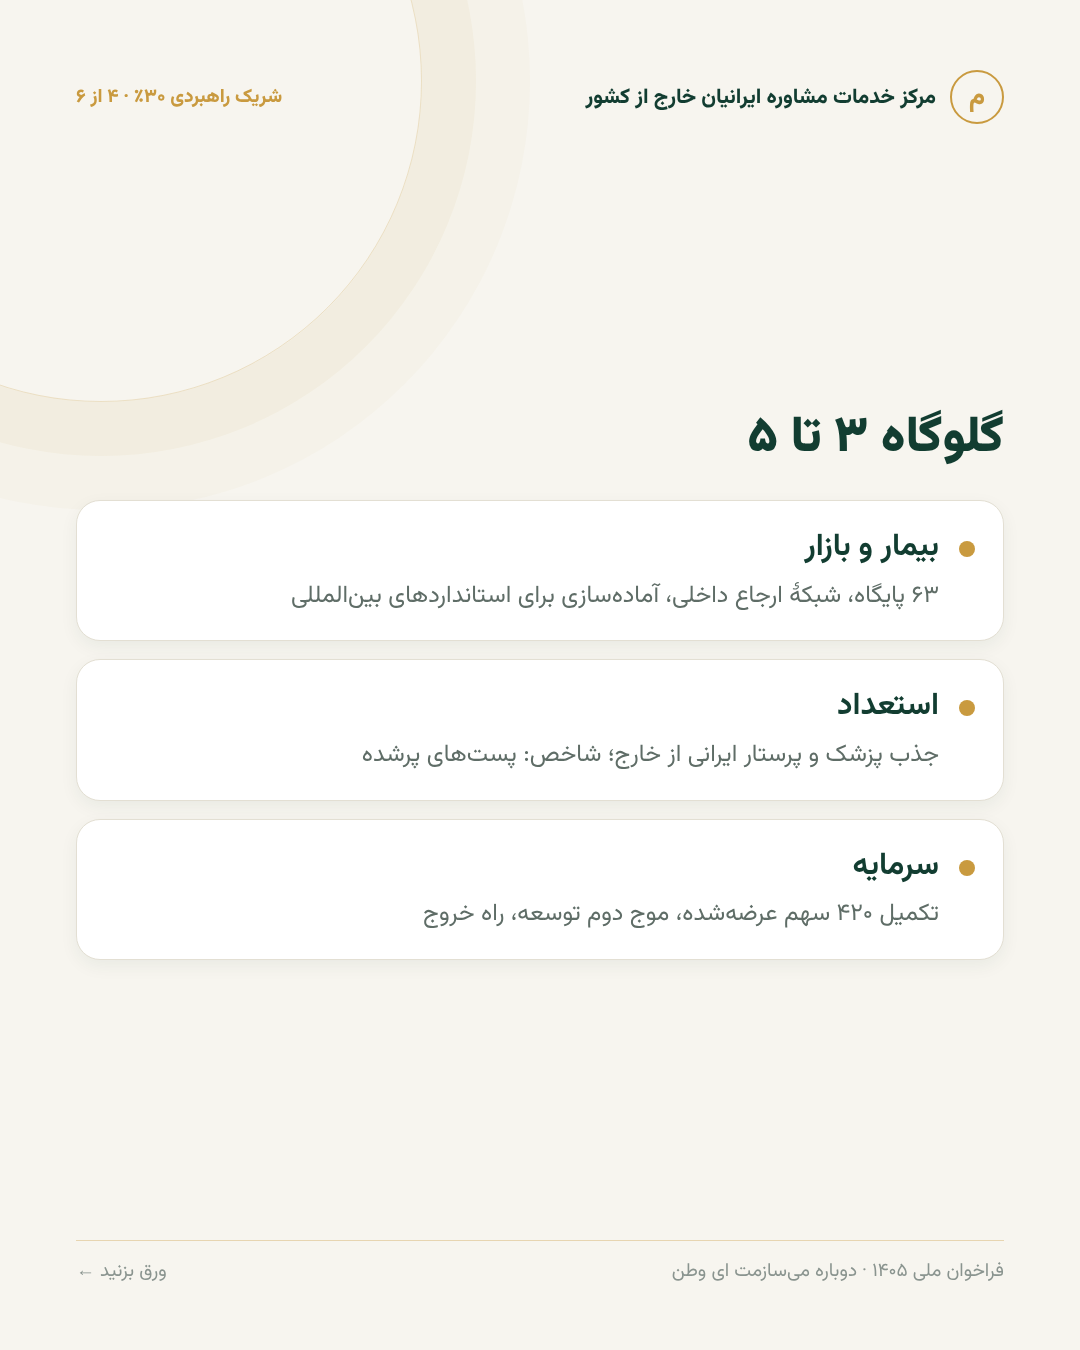 م
مرکز خدمات مشاوره ایرانیان خارج از کشور
شریک راهبردی ۳۰٪ · ۴ از ۶
گلوگاه ۳ تا ۵
بیمار و بازار
۶۳ پایگاه، شبکهٔ ارجاع داخلی، آماده‌سازی برای استانداردهای بین‌المللی
استعداد
جذب پزشک و پرستار ایرانی از خارج؛ شاخص: پست‌های پرشده
سرمایه
تکمیل ۴۲۰ سهم عرضه‌شده، موج دوم توسعه، راه خروج
فراخوان ملی ۱۴۰۵ · دوباره می‌سازمت ای وطن
ورق بزنید ←